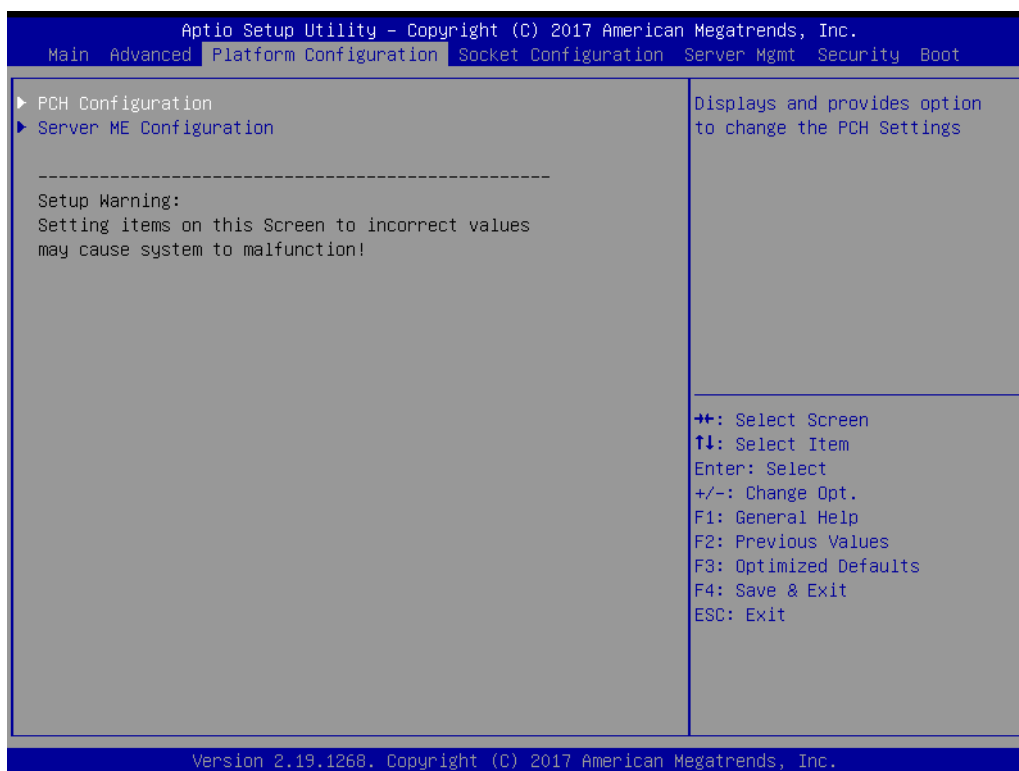 Aptio Setup Utility – Copyright (C) 2017 American Megatrends, Inc.
Main Advanced Platform Configuration Socket Configuration Server Mgmt Security Boot
▶ PCH Configuration
▶ Server ME Configuration
--------------------------------------------------
Setup Warning:
Setting items on this Screen to incorrect values
may cause system to malfunction!
Displays and provides option
to change the PCH Settings
→←: Select Screen
↑↓: Select Item
Enter: Select
+/-: Change Opt.
F1: General Help
F2: Previous Values
F3: Optimized Defaults
F4: Save & Exit
ESC: Exit
Version 2.19.1268. Copyright (C) 2017 American Megatrends, Inc.